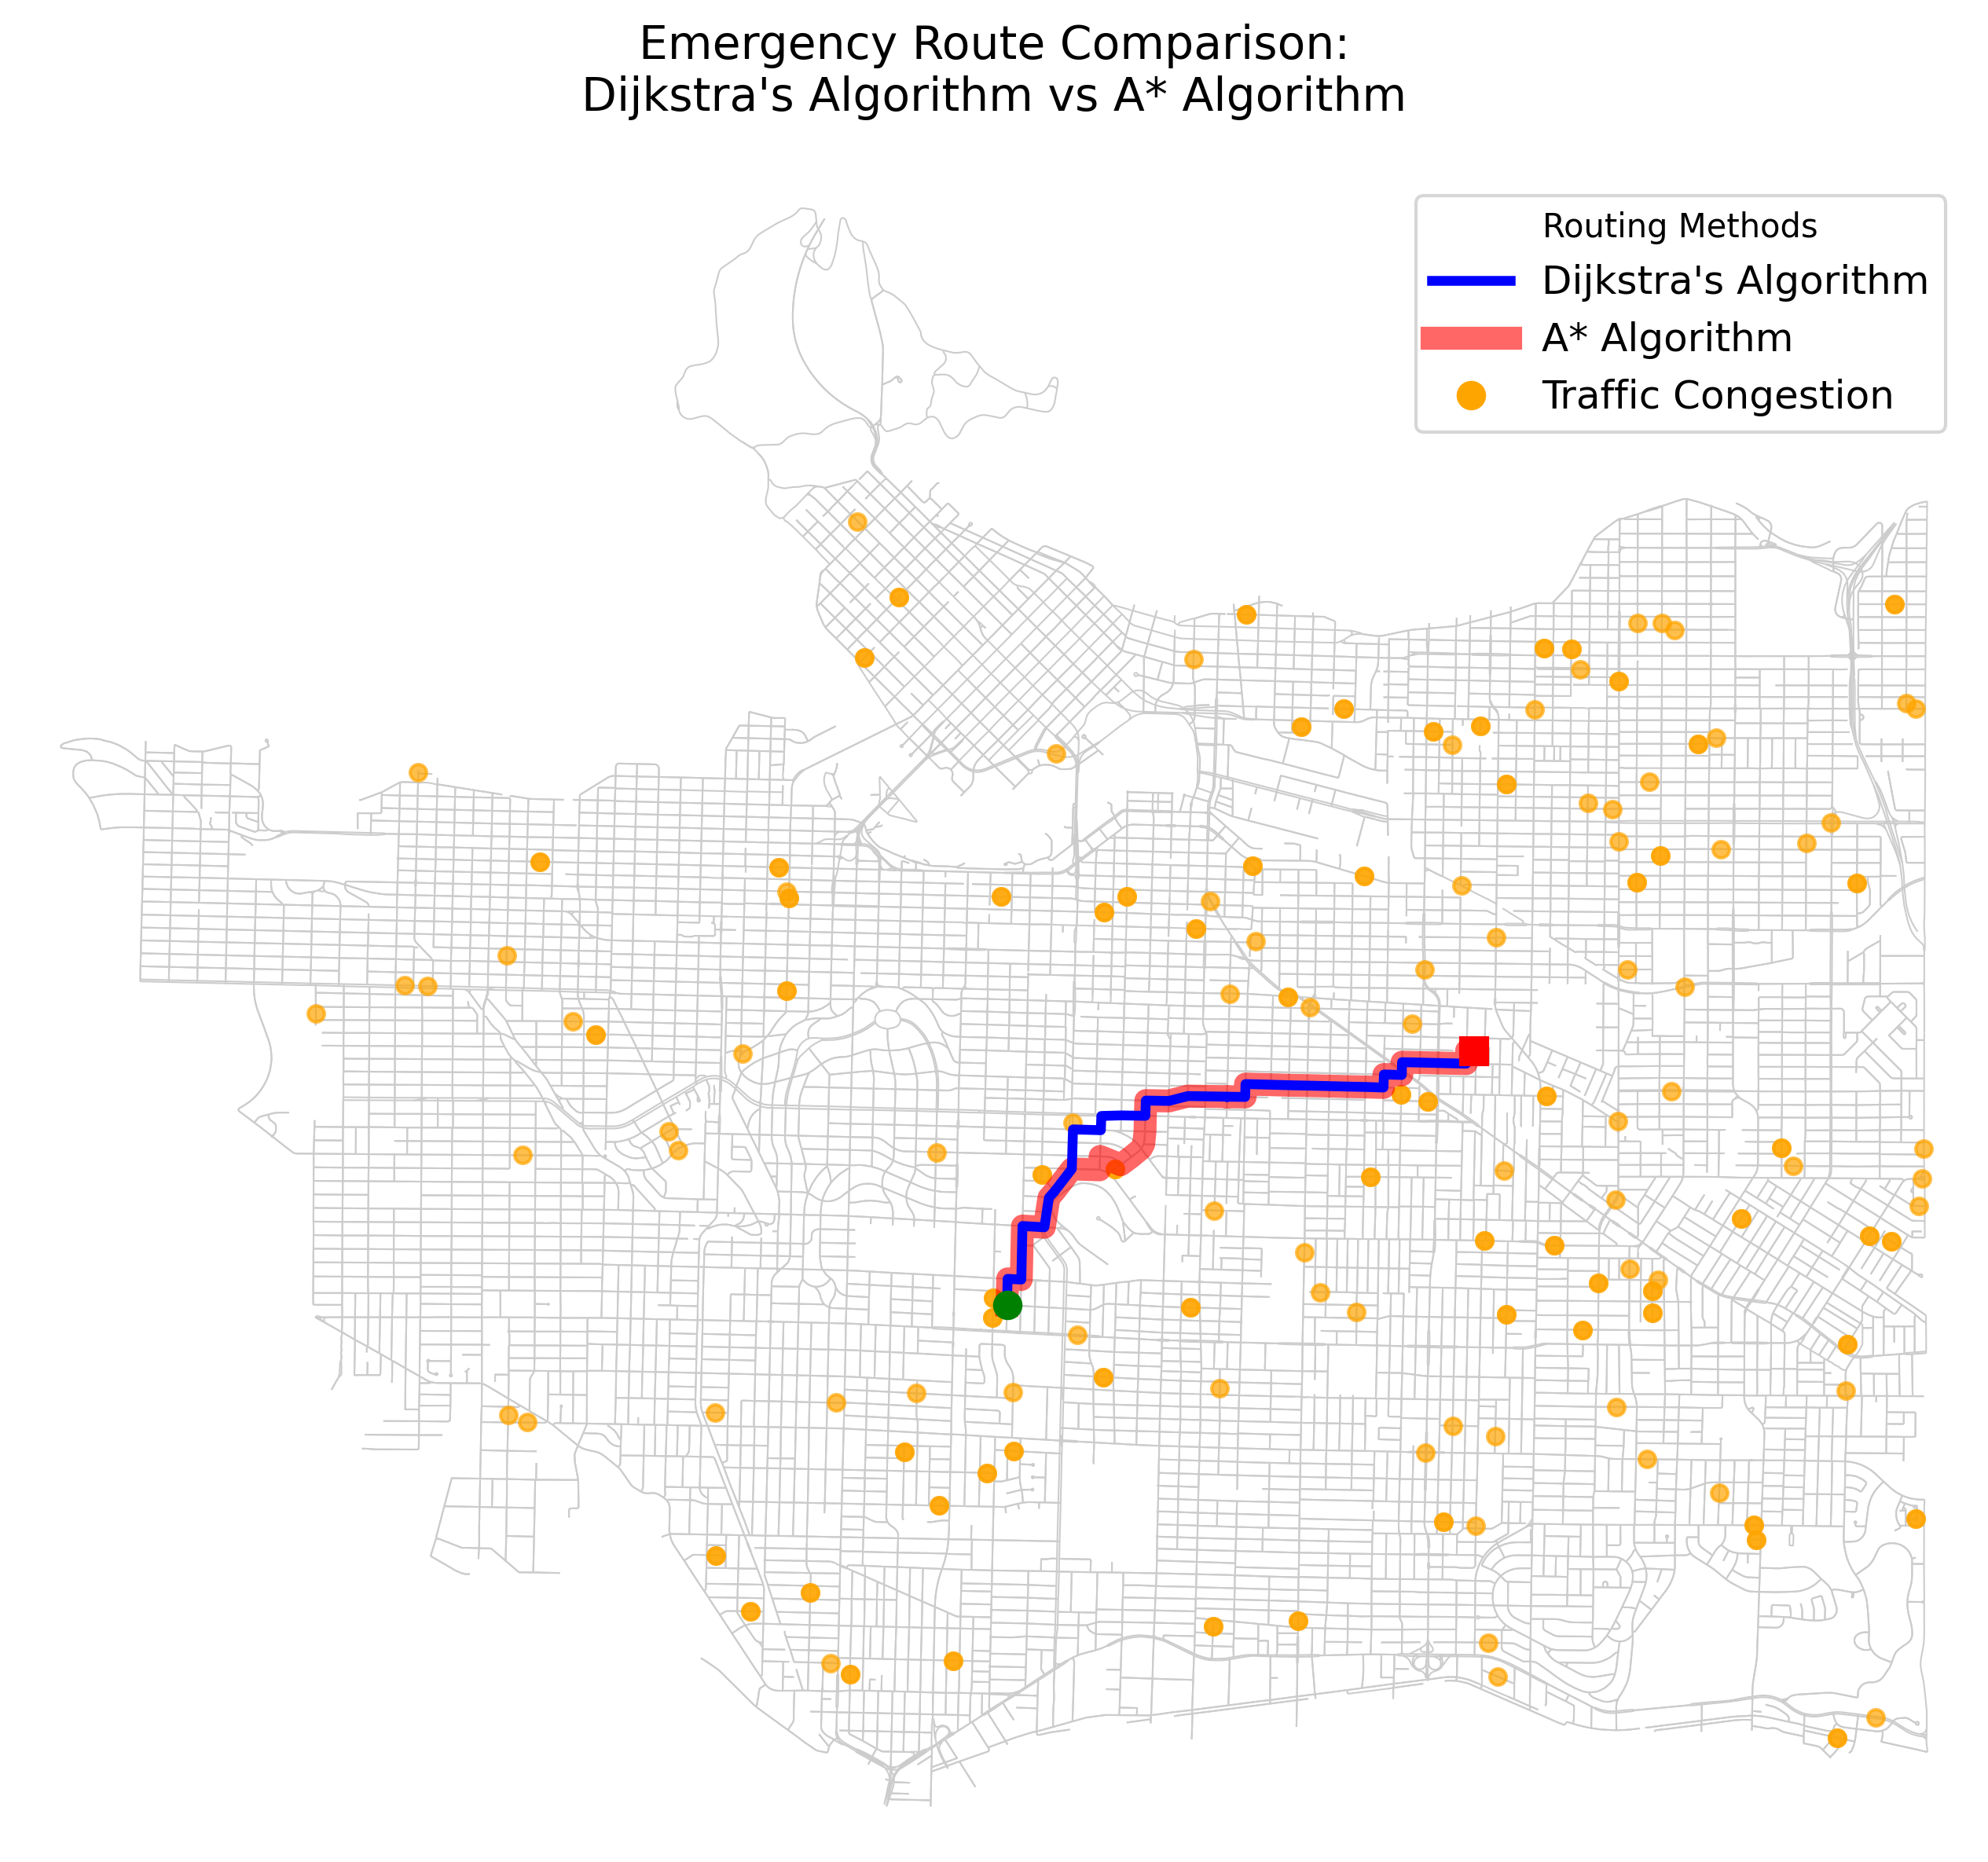 Emergency Route Comparison:
Dijkstra's Algorithm vs A* Algorithm
Routing Methods
Dijkstra's Algorithm
A* Algorithm
Traffic Congestion